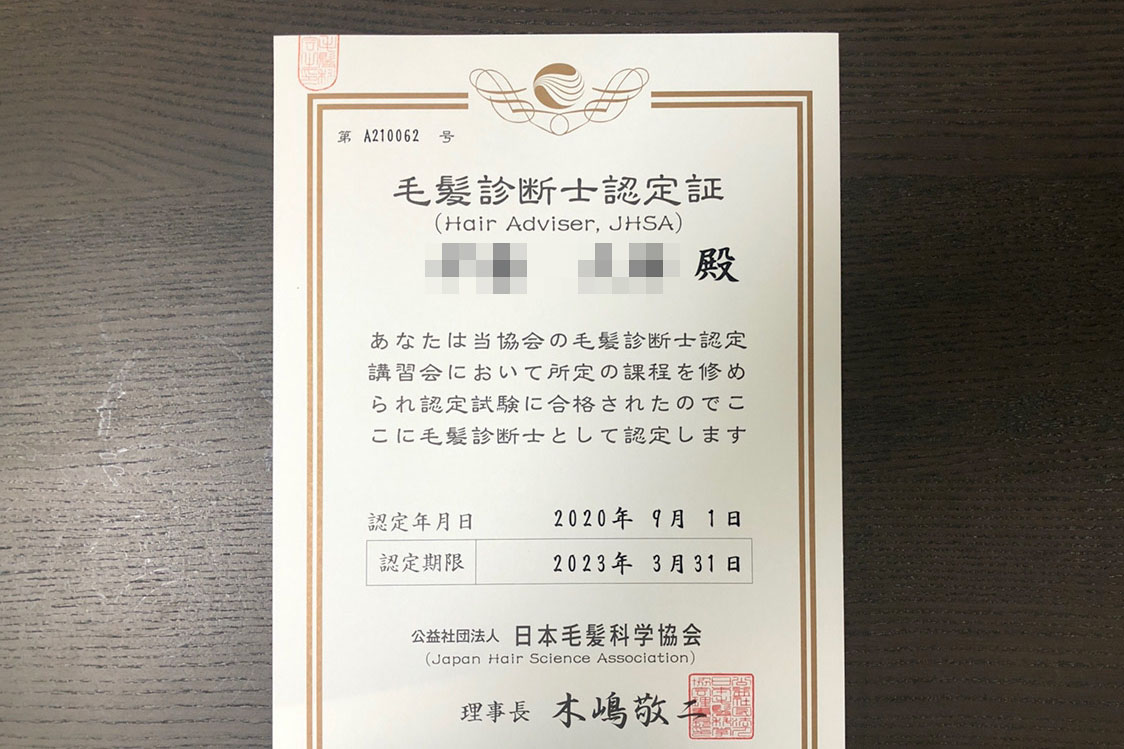 第 A210062 号
毛髪診断士認定証
(Hair Adviser, JHSA)
殿
あなたは当協会の毛髪診断士認定
講習会において所定の課程を修め
られ認定試験に合格されたのでこ
こに毛髪診断士として認定します
認定年月日 2020年 9月 1日
認定期限 2023年 3月31日
公益社団法人 日本毛髪科学協会
(Japan Hair Science Association)
理事長 木嶋敬二